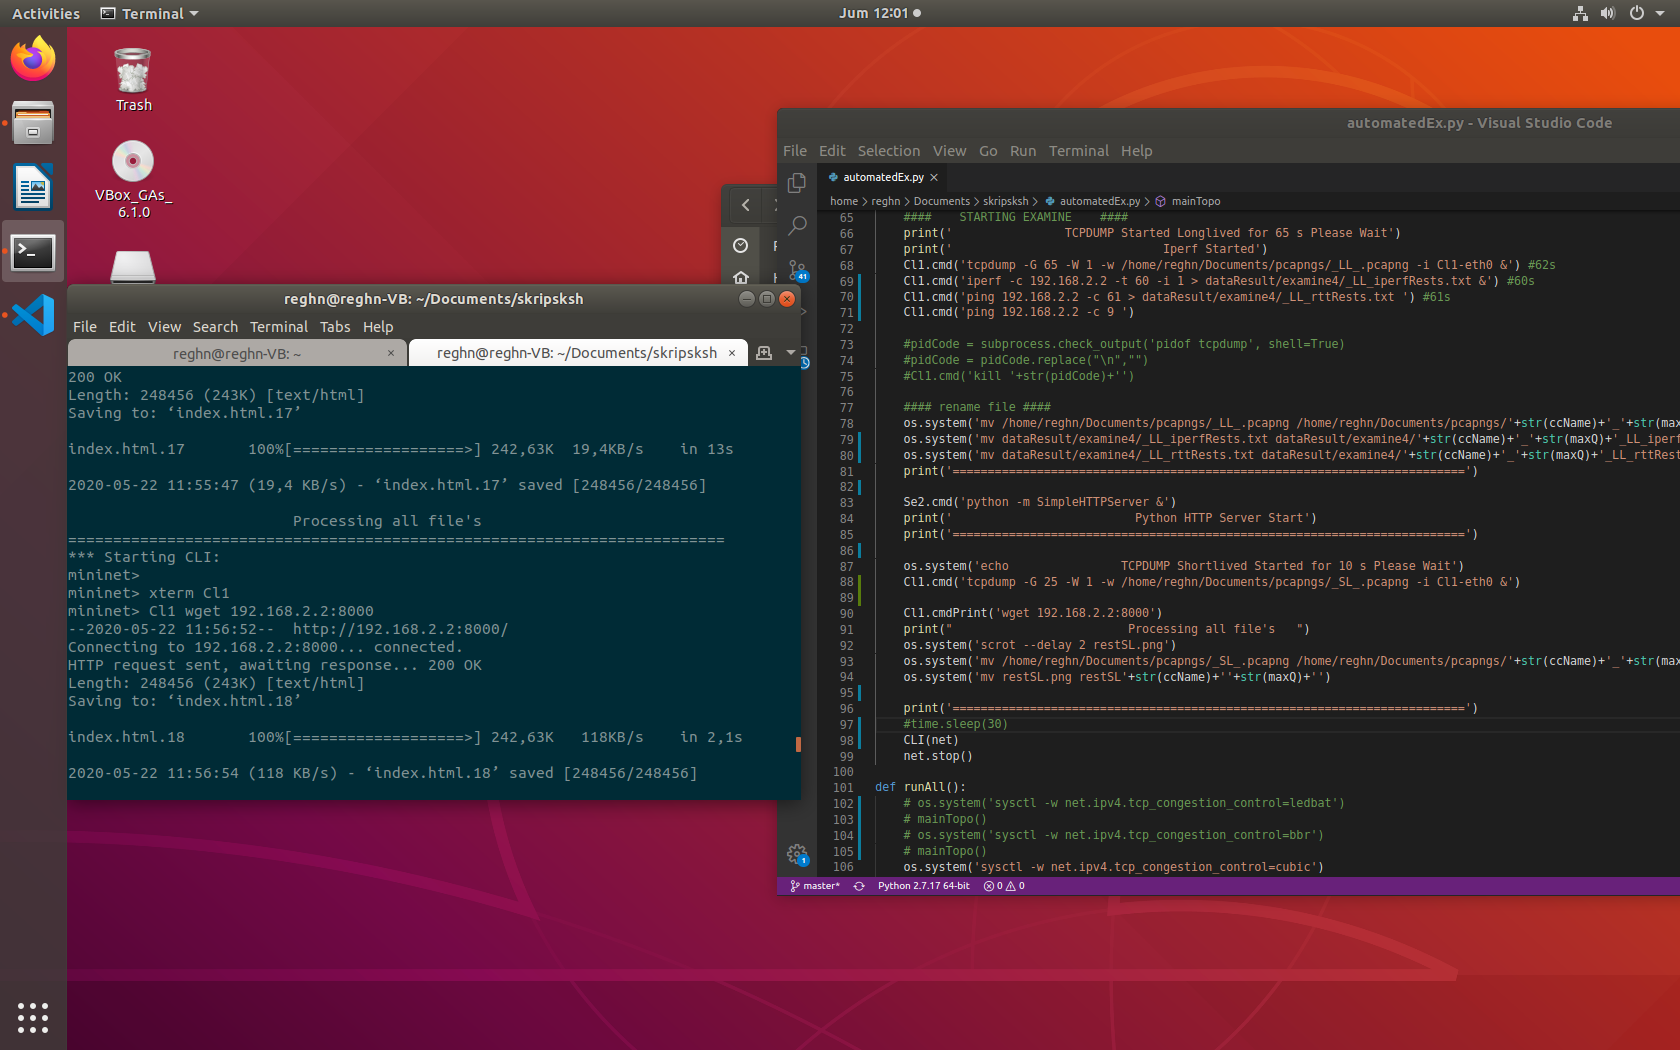 Activities
Terminal
Jum 12:01
Trash
VBox_GAs_
6.1.0
automatedEx.py - Visual Studio Code
File Edit Selection View Go Run Terminal Help
automatedEx.py
home > reghn > Documents > skripsksh > automatedEx.py > mainTopo
41
65 #### STARTING EXAMINE ####
66 print(' TCPDUMP Started Longlived for 65 s Please Wait')
67 print(' Iperf Started')
68 Cl1.cmd('tcpdump -G 65 -W 1 -w /home/reghn/Documents/pcapngs/_LL_.pcapng -i Cl1-eth0 &') #62s
69 Cl1.cmd('iperf -c 192.168.2.2 -t 60 -i 1 > dataResult/examine4/_LL_iperfRests.txt &') #60s
70 Cl1.cmd('ping 192.168.2.2 -c 61 > dataResult/examine4/_LL_rttRests.txt ') #61s
71 Cl1.cmd('ping 192.168.2.2 -c 9 ')
72
73 #pidCode = subprocess.check_output('pidof tcpdump', shell=True)
74 #pidCode = pidCode.replace("\n","")
75 #Cl1.cmd('kill '+str(pidCode)+'')
76
77 #### rename file ####
78 os.system('mv /home/reghn/Documents/pcapngs/_LL_.pcapng /home/reghn/Documents/pcapngs/'+str(ccName)+'_'+str(max
79 os.system('mv dataResult/examine4/_LL_iperfRests.txt dataResult/examine4/'+str(ccName)+'_'+str(maxQ)+'_LL_iperf
80 os.system('mv dataResult/examine4/_LL_rttRests.txt dataResult/examine4/'+str(ccName)+'_'+str(maxQ)+'_LL_rttRest
81 print('=========================================================================')
82
83 Se2.cmd('python -m SimpleHTTPServer &')
84 print(' Python HTTP Server Start')
85 print('=========================================================================')
86
87 os.system('echo TCPDUMP Shortlived Started for 10 s Please Wait')
88 Cl1.cmd('tcpdump -G 25 -W 1 -w /home/reghn/Documents/pcapngs/_SL_.pcapng -i Cl1-eth0 &')
89
90 Cl1.cmdPrint('wget 192.168.2.2:8000')
91 print(" Processing all file's ")
92 os.system('scrot --delay 2 restSL.png')
93 os.system('mv /home/reghn/Documents/pcapngs/_SL_.pcapng /home/reghn/Documents/pcapngs/'+str(ccName)+'_'+str(max
94 os.system('mv restSL.png restSL'+str(ccName)+''+str(maxQ)+'')
95
96 print('=========================================================================')
97 #time.sleep(30)
98 CLI(net)
99 net.stop()
100
101 def runAll():
102 # os.system('sysctl -w net.ipv4.tcp_congestion_control=ledbat')
103 # mainTopo()
104 # os.system('sysctl -w net.ipv4.tcp_congestion_control=bbr')
105 # mainTopo()
106 os.system('sysctl -w net.ipv4.tcp_congestion_control=cubic')
1
master* Python 2.7.17 64-bit 0 0
reghn@reghn-VB: ~/Documents/skripsksh
File Edit View Search Terminal Tabs Help
reghn@reghn-VB: ~ × reghn@reghn-VB: ~/Documents/skripsksh ×
200 OK
Length: 248456 (243K) [text/html]
Saving to: ‘index.html.17’
index.html.17 100%[===================>] 242,63K 19,4KB/s in 13s
2020-05-22 11:55:47 (19,4 KB/s) - ‘index.html.17’ saved [248456/248456]
Processing all file's
=========================================================================
*** Starting CLI:
mininet>
mininet> xterm Cl1
mininet> Cl1 wget 192.168.2.2:8000
--2020-05-22 11:56:52-- http://192.168.2.2:8000/
Connecting to 192.168.2.2:8000... connected.
HTTP request sent, awaiting response... 200 OK
Length: 248456 (243K) [text/html]
Saving to: ‘index.html.18’
index.html.18 100%[===================>] 242,63K 118KB/s in 2,1s
2020-05-22 11:56:54 (118 KB/s) - ‘index.html.18’ saved [248456/248456]